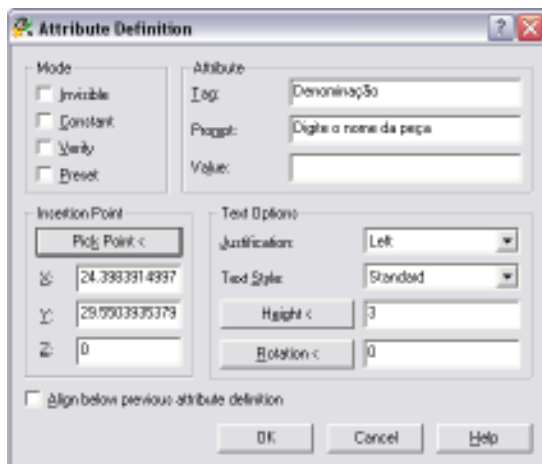 Attribute Definition
Mode
Invisible
Constant
Verify
Preset
Attribute
Tag: Denominação
Prompt: Digite o nome da peça
Value:
Insertion Point
Pick Point <
X: 24.3983914997
Y: 29.5503935379
Z: 0
Text Options
Justification: Left
Text Style: Standard
Height < 3
Rotation < 0
Align below previous attribute definition
OK Cancel Help